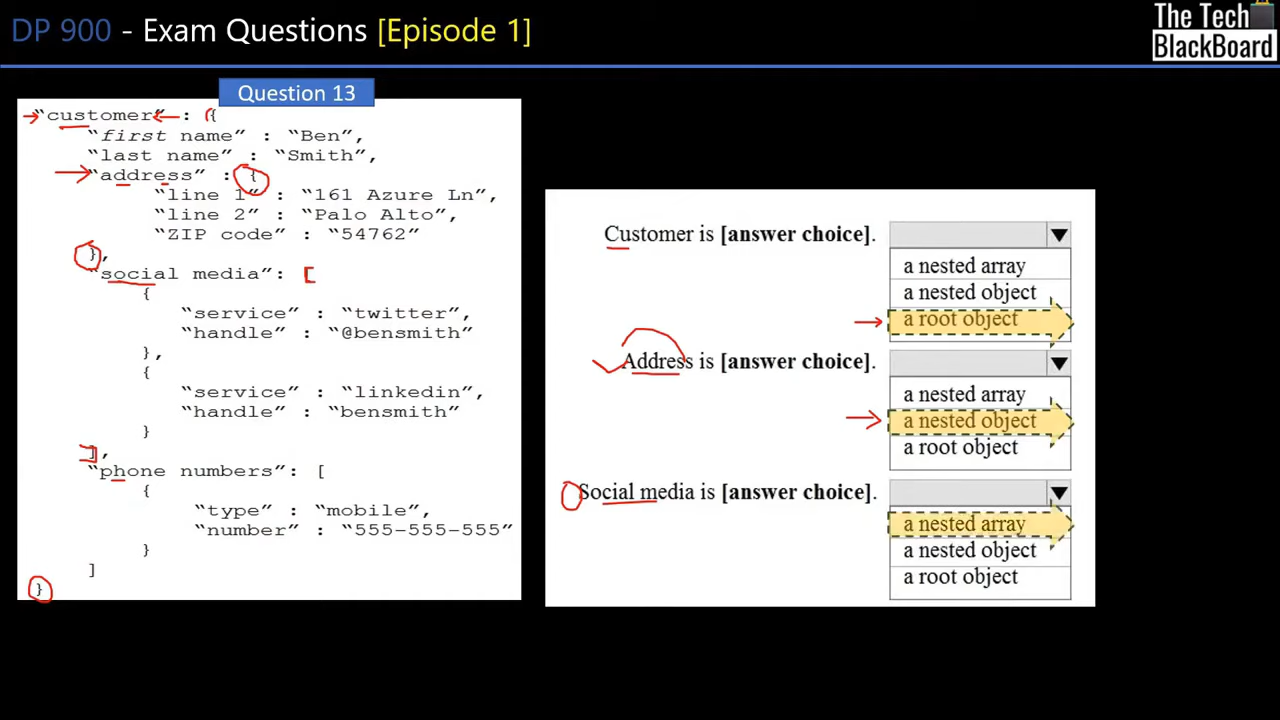 DP 900 - Exam Questions [Episode 1]
The Tech
BlackBoard
Question 13
“customer” : {
“first name” : “Ben”,
“last name” : “Smith”,
“address” : {
“line 1” : “161 Azure Ln”,
“line 2” : “Palo Alto”,
“ZIP code” : “54762”
},
“social media”: [
{
“service” : “twitter”,
“handle” : “@bensmith”
},
{
“service” : “linkedin”,
“handle” : “bensmith”
}
],
“phone numbers”: [
{
“type” : “mobile”,
“number” : “555-555-555”
}
]
}
Customer is [answer choice].
a nested array
a nested object
a root object
Address is [answer choice].
a nested array
a nested object
a root object
Social media is [answer choice].
a nested array
a nested object
a root object